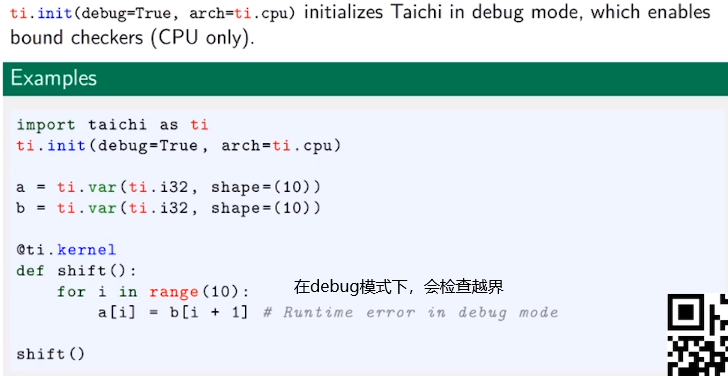 ti.init(debug=True, arch=ti.cpu) initializes Taichi in debug mode, which enables
bound checkers (CPU only).
Examples
import taichi as ti
ti.init(debug=True, arch=ti.cpu)
a = ti.var(ti.i32, shape=(10))
b = ti.var(ti.i32, shape=(10))
@ti.kernel
def shift():
for i in range(10):
在debug模式下，会检查越界
a[i] = b[i + 1] # Runtime error in debug mode
shift()